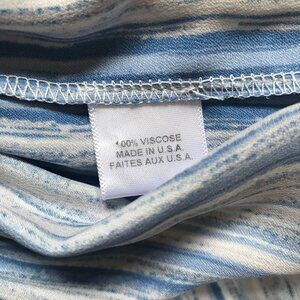 100% VISCOSE
MADE IN U.S.A.
FAITES AUX U.S.A.